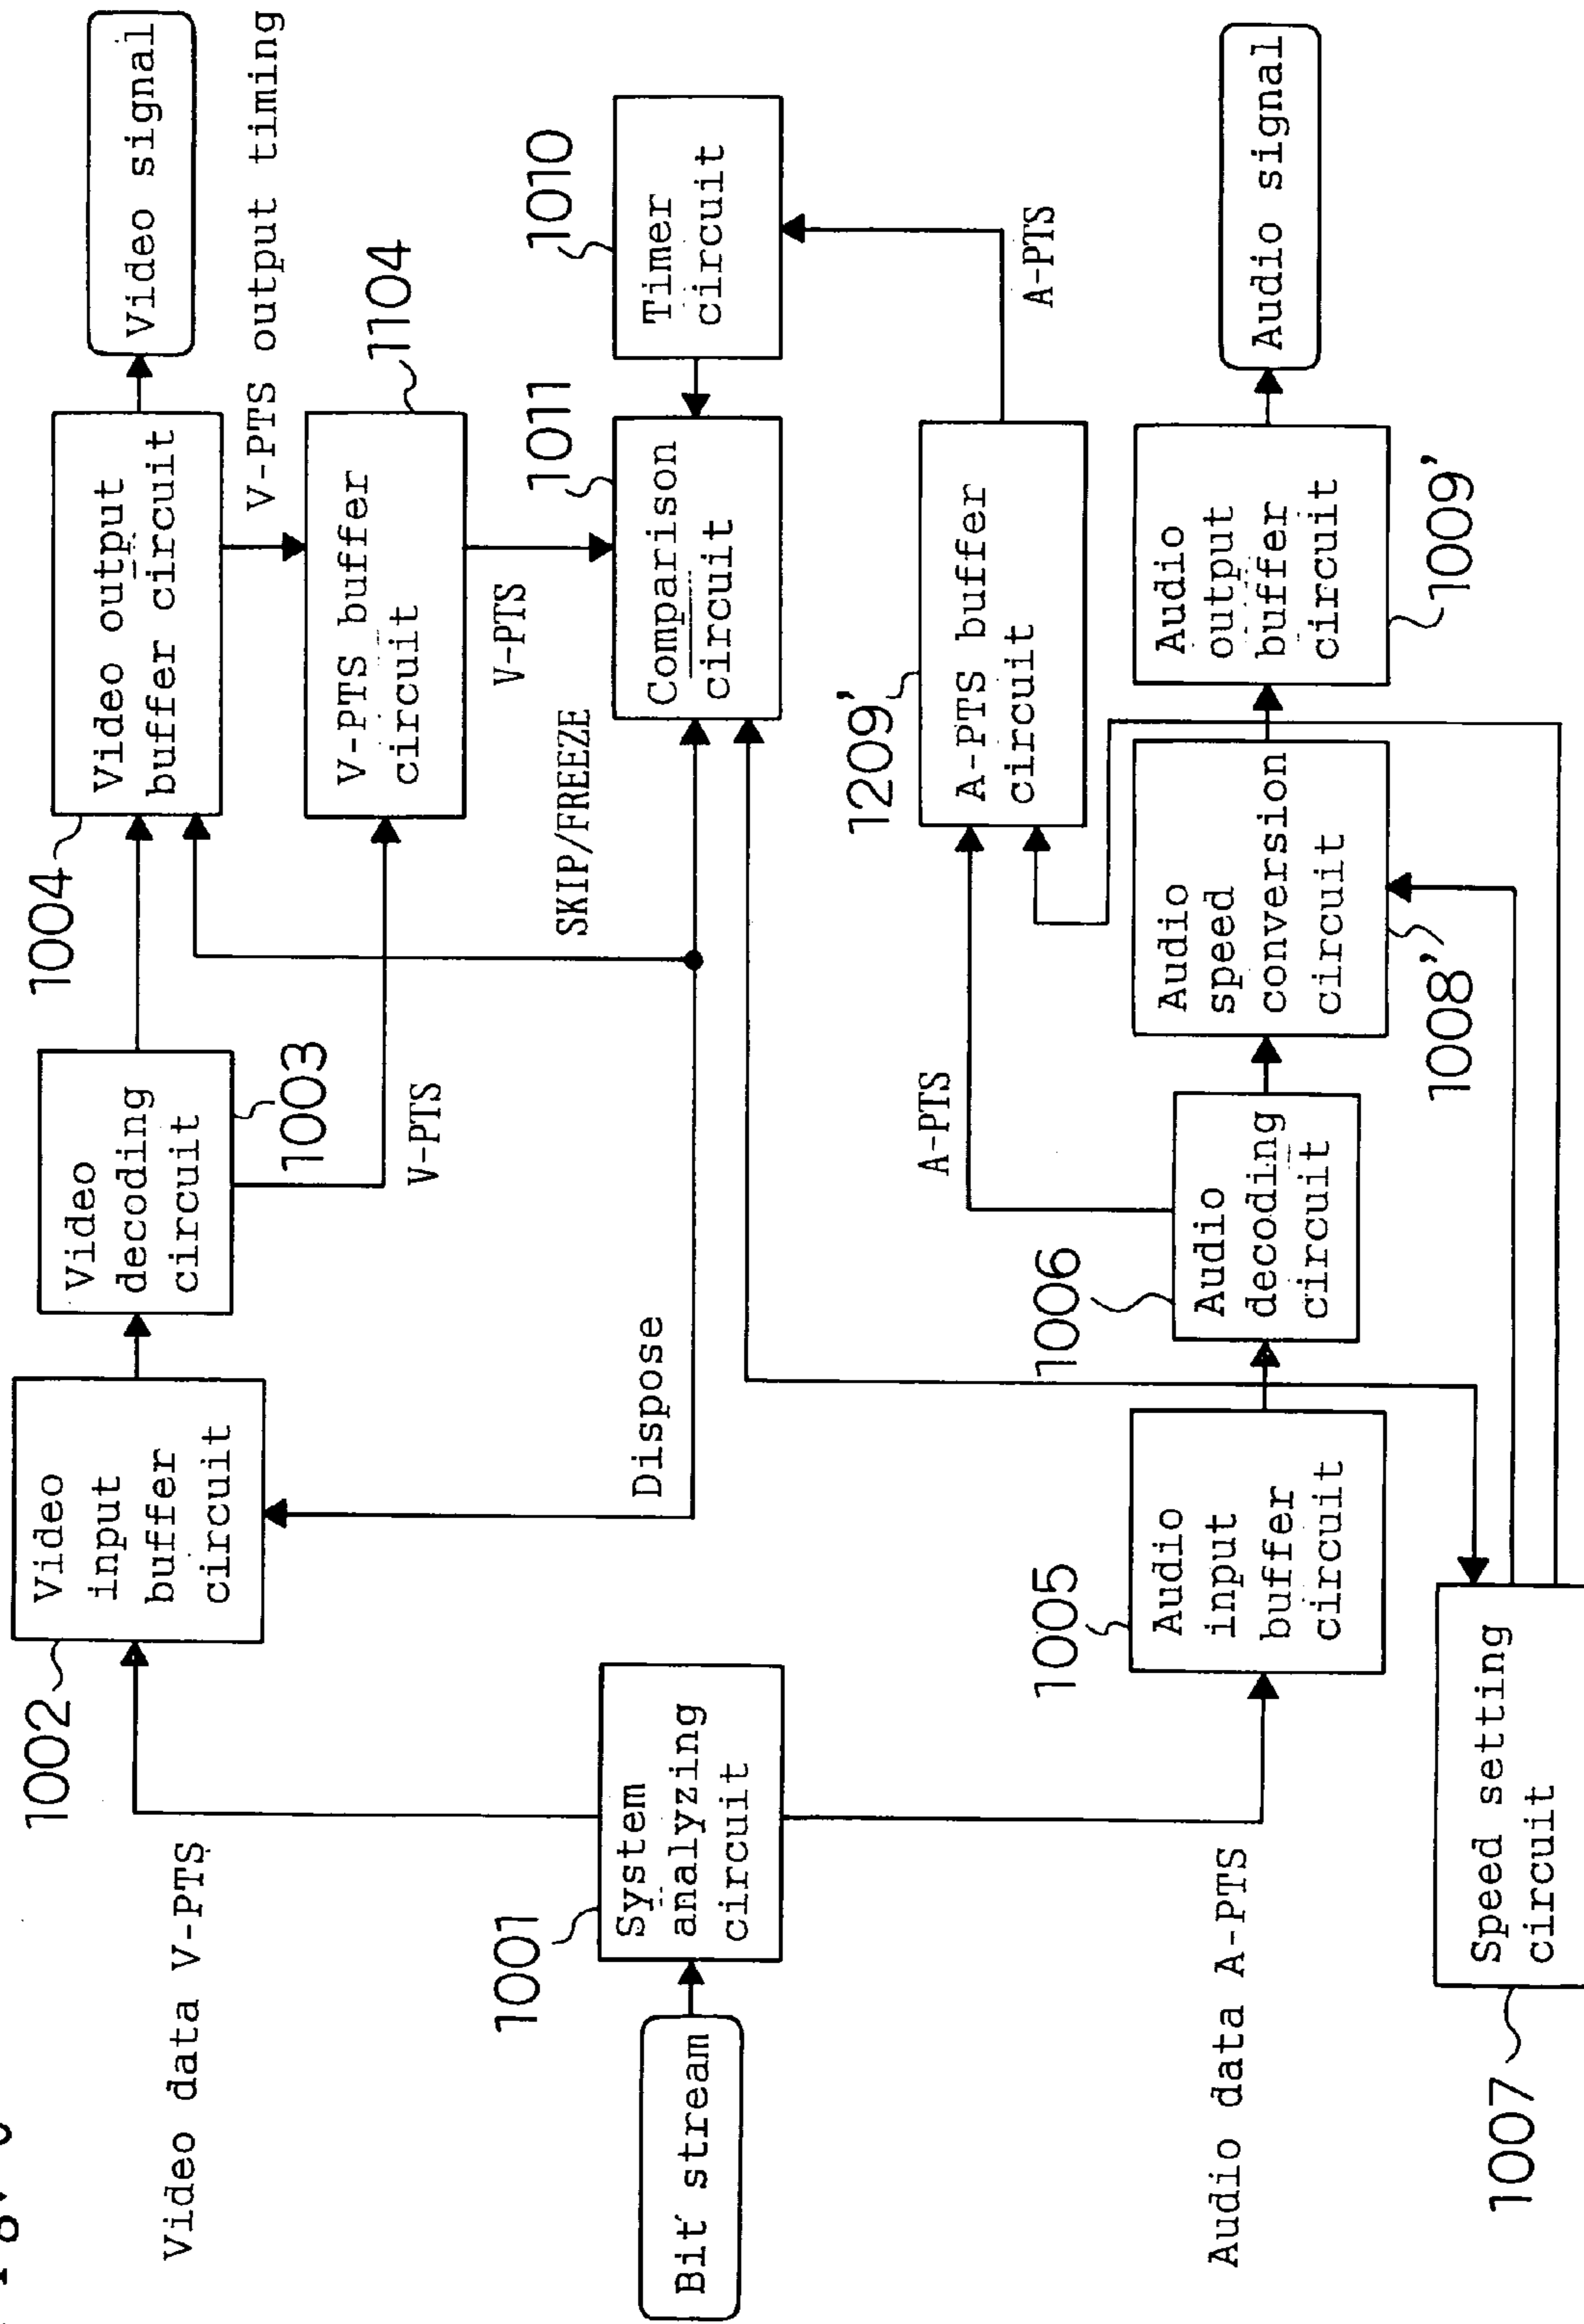 Bit stream
1001
System
analyzing
circuit
Video data V-PTS
1002
Video
input
buffer
circuit
Video
decoding
circuit
1003
V-PTS
1004
Video output
buffer circuit
Video signal
V-PTS output timing
V-PTS buffer
circuit
1104
V-PTS
Dispose
SKIP/FREEZE
1011
Comparison
circuit
1010
Timer
circuit
A-PTS
Audio data A-PTS
1005
Audio
input
buffer
circuit
1006
Audio
decoding
circuit
A-PTS
1209'
A-PTS buffer
circuit
Audio
speed
conversion
circuit
1008'
Audio
output
buffer
circuit
1009'
Audio signal
1007
Speed setting
circuit